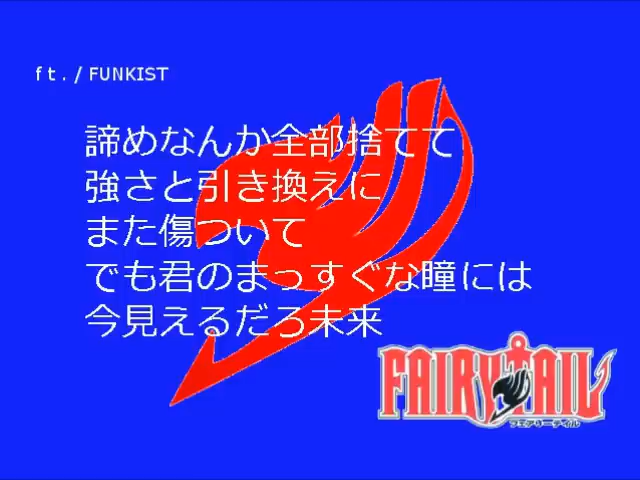 ft./FUNKIST
諦めなんか全部捨てて
強さと引き換えに
また傷ついて
でも君のまっすぐな瞳には
今見えるだろ未来
FAIRY TAIL
フェアリーテイル